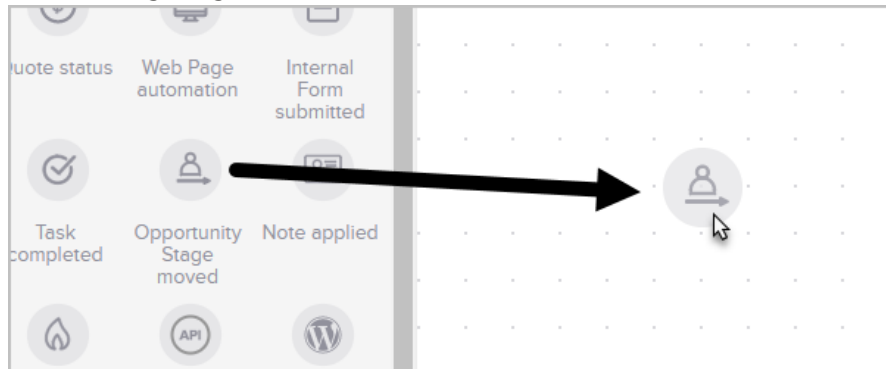 uote status
Web Page
automation
Internal
Form
submitted
Task
completed
Opportunity
Stage
moved
Note applied
API